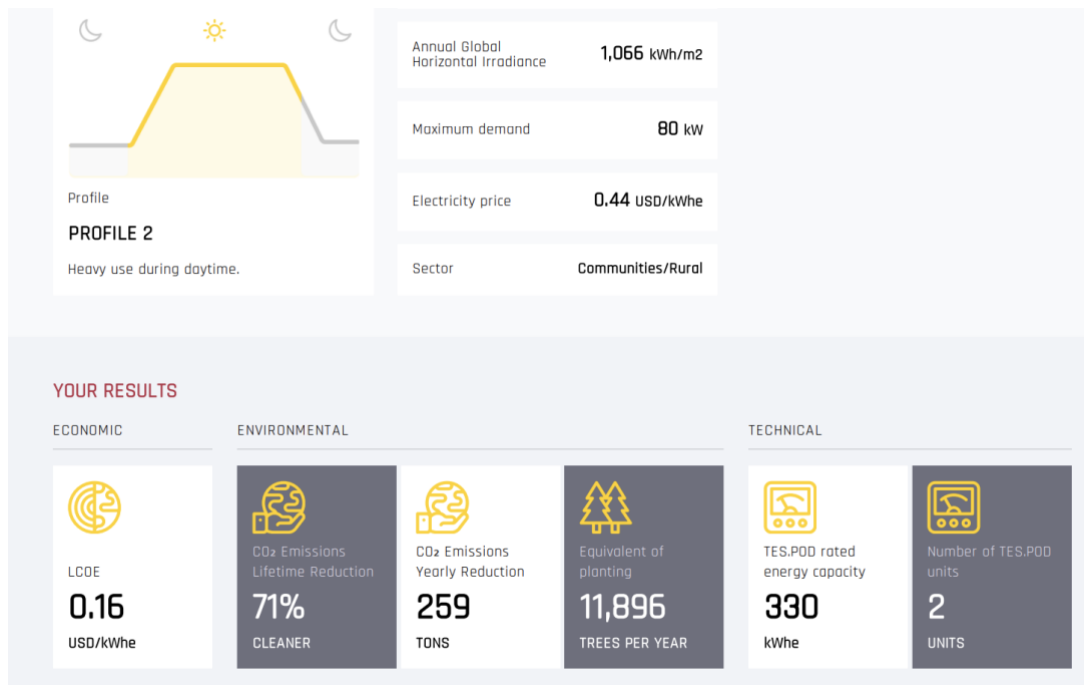 Profile
PROFILE 2
Heavy use during daytime.
Annual Global
Horizontal Irradiance
1,066 kWh/m2
Maximum demand
80 kW
Electricity price
0.44 USD/kWhe
Sector
Communities/Rural
YOUR RESULTS
ECONOMIC
LCOE
0.16
USD/kWhe
ENVIRONMENTAL
CO₂ Emissions
Lifetime Reduction
71%
CLEANER
CO₂ Emissions
Yearly Reduction
259
TONS
Equivalent of
planting
11,896
TREES PER YEAR
TECHNICAL
TES.POD rated
energy capacity
330
kWhe
Number of TES.POD
units
2
UNITS